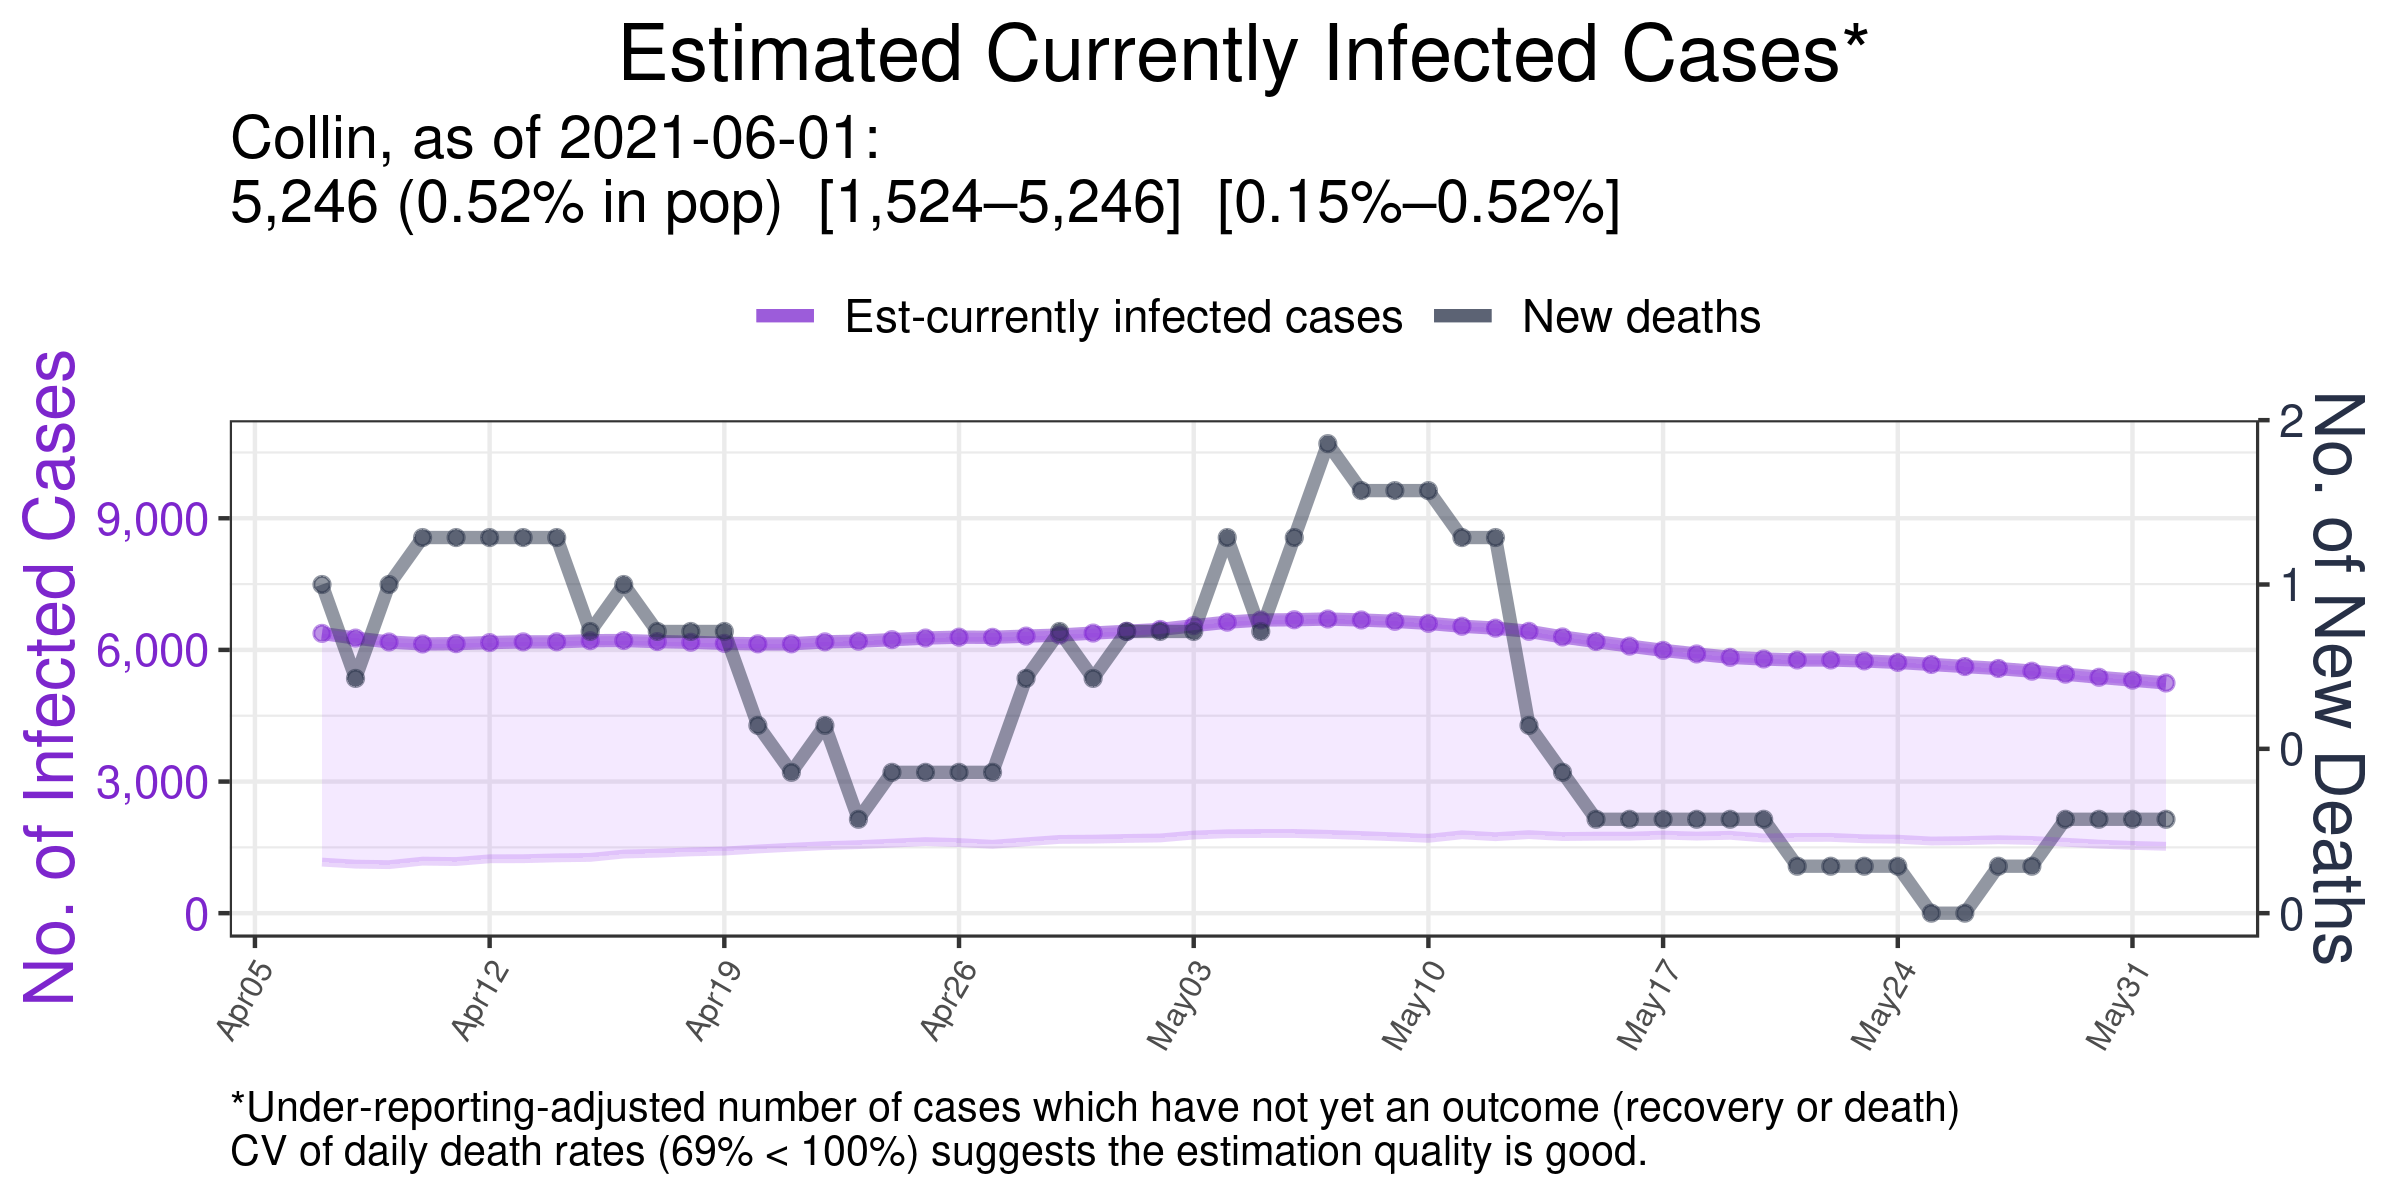 Estimated Currently Infected Cases*
Collin, as of 2021-06-01:
5,246 (0.52% in pop)  [1,524–5,246]  [0.15%–0.52%]
Est-currently infected cases
New deaths
No. of Infected Cases
9,000
6,000
3,000
0
2
1
0
0
No. of New Deaths
Apr05
Apr12
Apr19
Apr26
May03
May10
May17
May24
May31
*Under-reporting-adjusted number of cases which have not yet an outcome (recovery or death)
CV of daily death rates (69% < 100%) suggests the estimation quality is good.